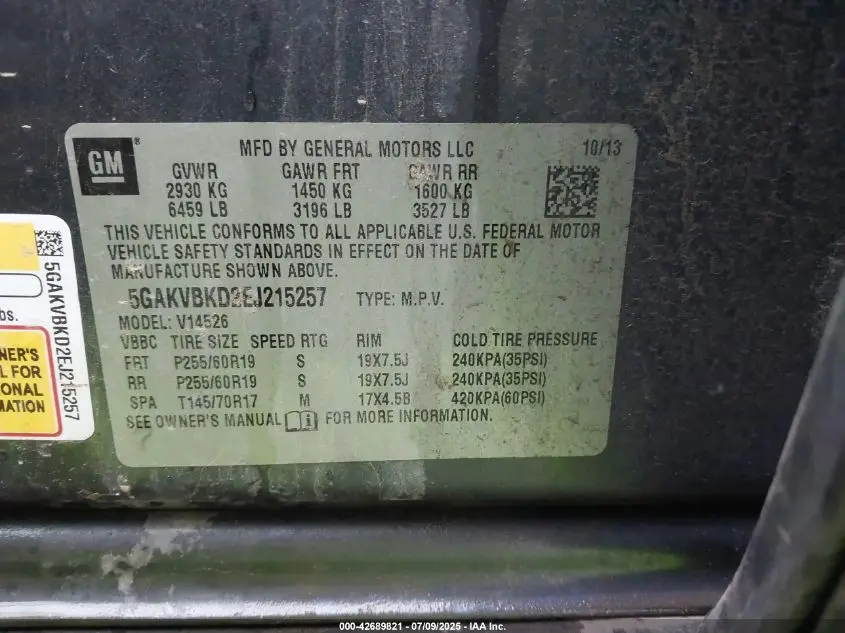 GM
MFD BY GENERAL MOTORS LLC 10/13
GVWR GAWR FRT GAWR RR
2930 KG 1450 KG 1600 KG
6459 LB 3196 LB 3527 LB
THIS VEHICLE CONFORMS TO ALL APPLICABLE U.S. FEDERAL MOTOR
VEHICLE SAFETY STANDARDS IN EFFECT ON THE DATE OF
MANUFACTURE SHOWN ABOVE.
5GAKVBKD2EJ215257 TYPE: M.P.V.
MODEL: V14526
VBBC TIRE SIZE SPEED RTG RIM COLD TIRE PRESSURE
FRT P255/60R19 S 19X7.5J 240KPA(35PSI)
RR P255/60R19 S 19X7.5J 240KPA(35PSI)
SPA T145/70R17 M 17X4.5B 420KPA(60PSI)
SEE OWNER'S MANUAL FOR MORE INFORMATION.
5GAKVBKD2EJ215257
bs.
NER'S
L FOR
ONAL
MATION
000-42689821 - 07/09/2025 - IAA Inc.